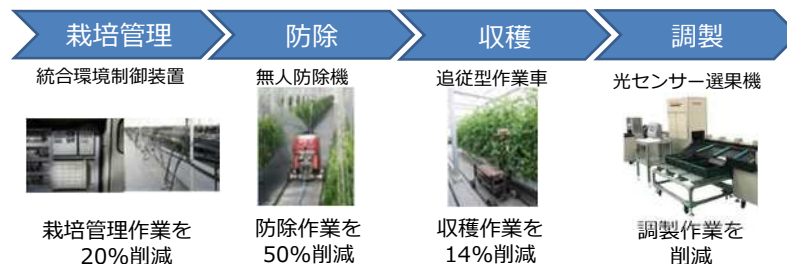 栽培管理
防除
収穫
調製
統合環境制御装置
無人防除機
追従型作業車
光センサー選果機
栽培管理作業を
20%削減
防除作業を
50%削減
収穫作業を
14%削減
調製作業を
削減